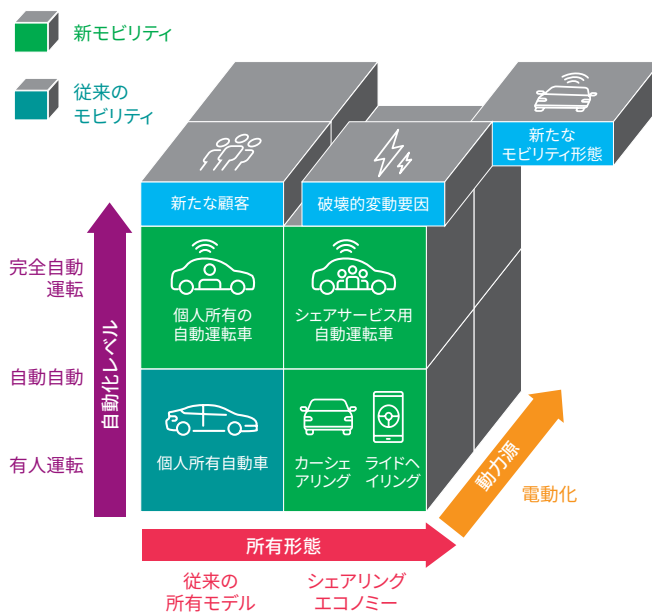 新モビリティ
従来の
モビリティ
新たな
モビリティ形態
新たな顧客
破壊的変動要因
完全自動
運転
自動自動
有人運転
自動化レベル
個人所有の
自動運転車
シェアサービス用
自動運転車
個人所有自動車
カーシェ
アリング
ライドヘ
イリング
動力源
電動化
所有形態
従来の
所有モデル
シェアリング
エコノミー